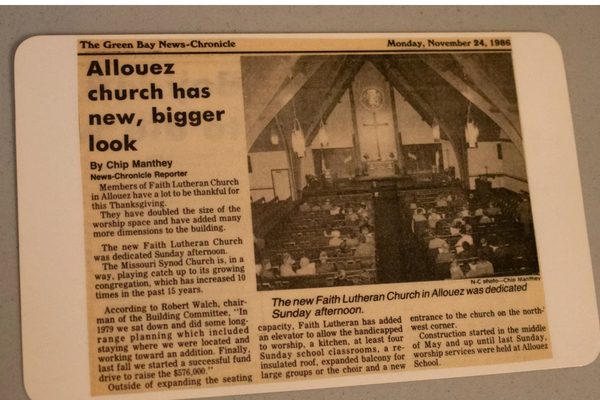 The Green Bay News-Chronicle
Monday, November 24, 1986
Allouez
church has
new, bigger
look
By Chip Manthey
News-Chronicle Reporter
Members of Faith Lutheran Church
in Allouez have a lot to be thankful for
this Thanksgiving.
They have doubled the size of the
worship space and have added many
more dimensions to the building.
The new Faith Lutheran Church
was dedicated Sunday afternoon.
The Missouri Synod Church is, in a
way, playing catch up to its growing
congregation, which has increased 10
times in the past 15 years.
According to Robert Walch, chair-
man of the Building Committee, "In
1979 we sat down and did some long-
range planning which included
staying where we were located and
working toward an addition. Finally,
last fall we started a successful fund
drive to raise the $576,000."
Outside of expanding the seating
N-C photo—Chip Manthey
The new Faith Lutheran Church in Allouez was dedicated
Sunday afternoon.
capacity, Faith Lutheran has added
an elevator to allow the handicapped
to worship, a kitchen, at least four
Sunday school classrooms, a re-
insulated roof, expanded balcony for
large groups or the choir and a new
entrance to the church on the north-
west corner.
Construction started in the middle
of May and up until last Sunday,
worship services were held at Allouez
School.